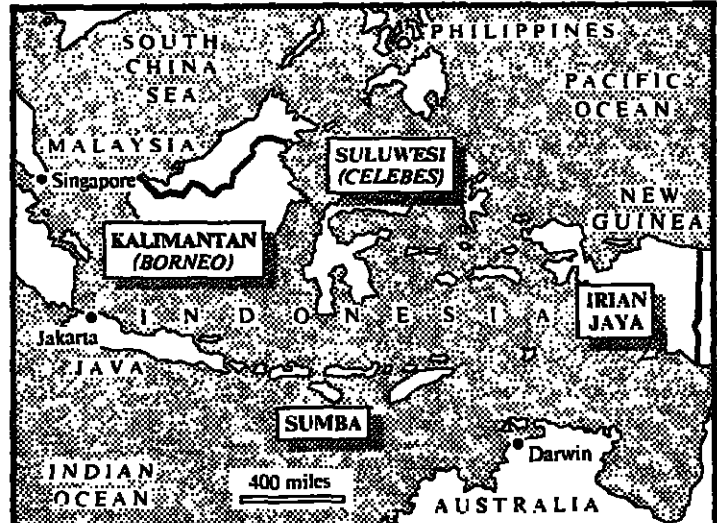 SOUTH
CHINA
SEA
PHILIPPINES
PACIFIC
OCEAN
MALAYSIA
Singapore
SULUWESI
(CELEBES)
NEW
GUINEA
KALIMANTAN
(BORNEO)
INDONESIA
IRIAN
JAYA
Jakarta
JAVA
SUMBA
Darwin
INDIAN
OCEAN
400 miles
AUSTRALIA